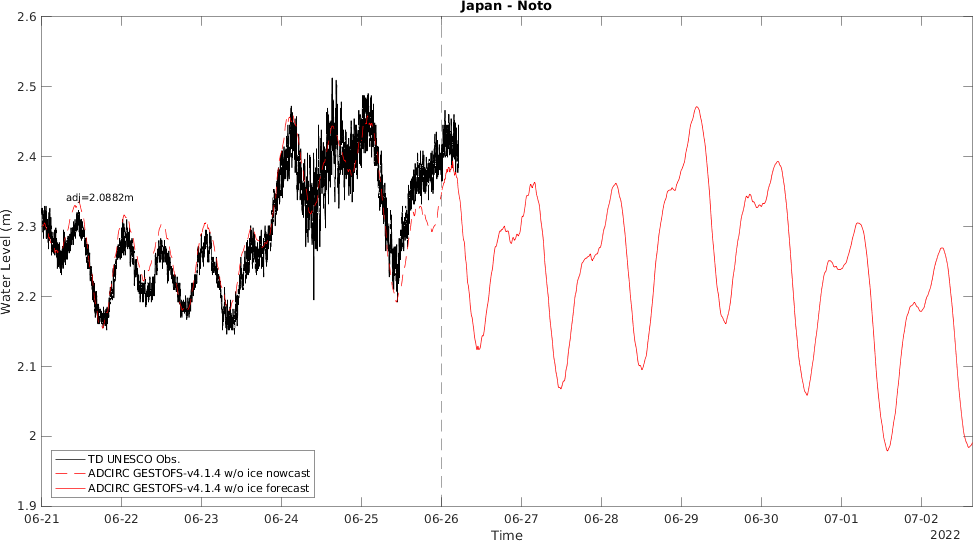 Japan - Noto
2.6
2.5
2.4
2.3
2.2
2.1
2
1.9
Water Level (m)
adj=2.0882m
TD UNESCO Obs.
ADCIRC GESTOFS-v4.1.4 w/o ice nowcast
ADCIRC GESTOFS-v4.1.4 w/o ice forecast
06-21 06-22 06-23 06-24 06-25 06-26 06-27 06-28 06-29 06-30 07-01 07-02
2022
Time